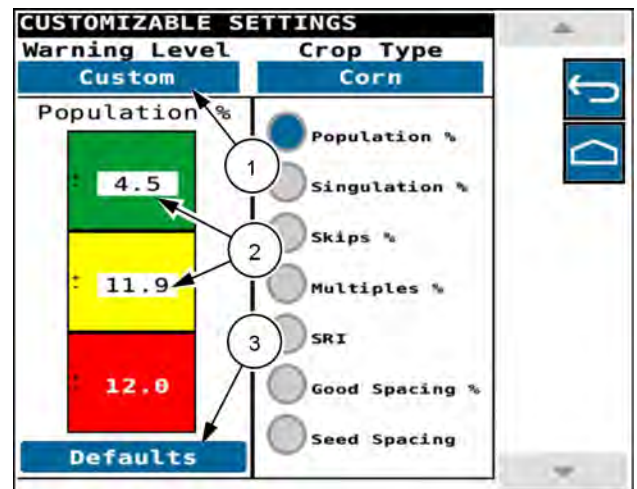 CUSTOMIZABLE SETTINGS
Warning Level
Crop Type
Custom
Corn
Population %
± 4.5
± 11.9
± 12.0
Defaults
Population %
Singulation %
Skips %
Multiples %
SRI
Good Spacing %
Seed Spacing
1
2
3